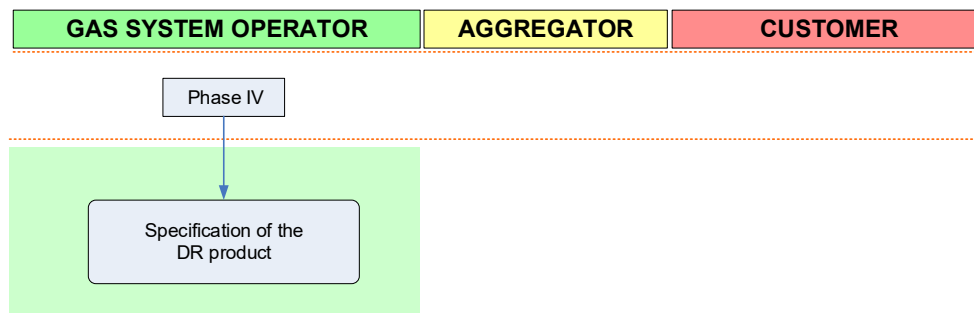 GAS SYSTEM OPERATOR
AGGREGATOR
CUSTOMER
Phase IV
Specification of the
DR product